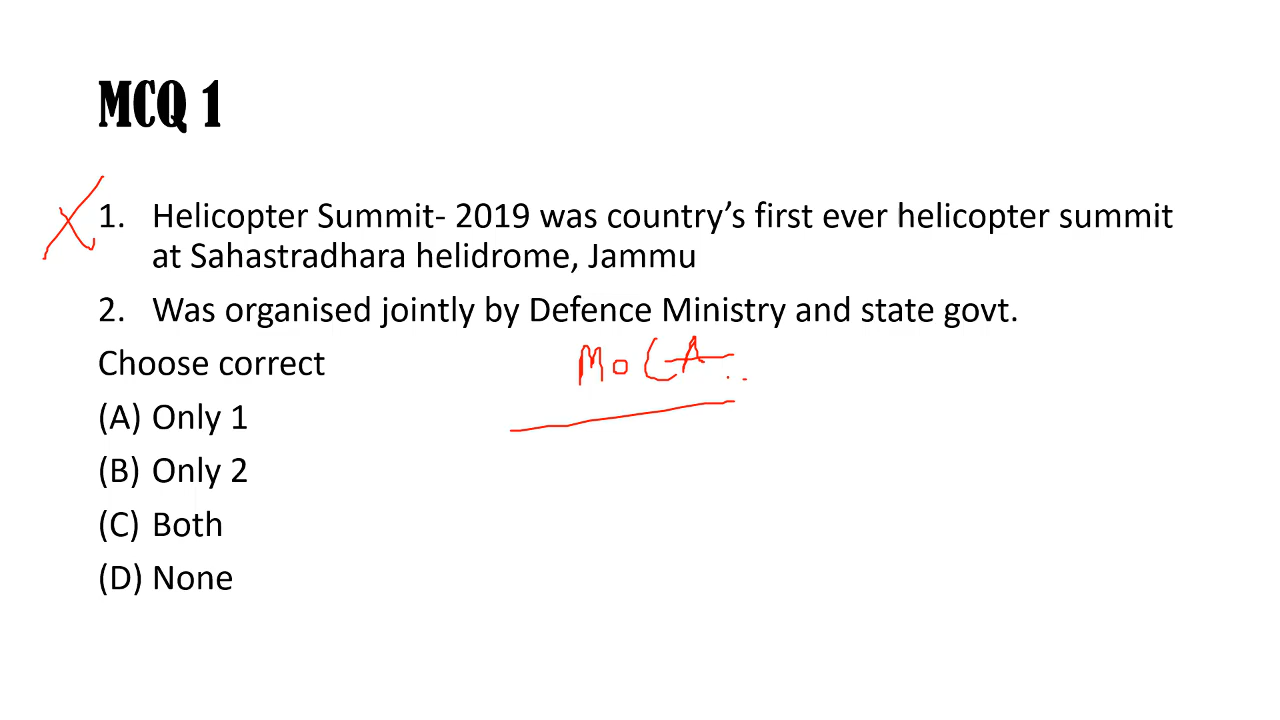 MCQ 1
1. Helicopter Summit- 2019 was country’s first ever helicopter summit
at Sahastradhara helidrome, Jammu
2. Was organised jointly by Defence Ministry and state govt.
Choose correct
MoCA
(A) Only 1
(B) Only 2
(C) Both
(D) None